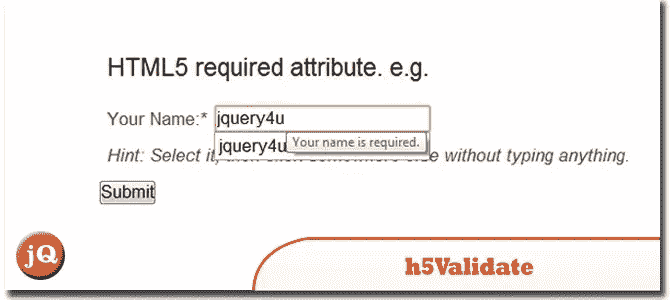 HTML5 required attribute. e.g.
Your Name:* jquery4u
jquery4u Your name is required.
Hint: Select it, without typing anything.
Submit
jQ
h5Validate